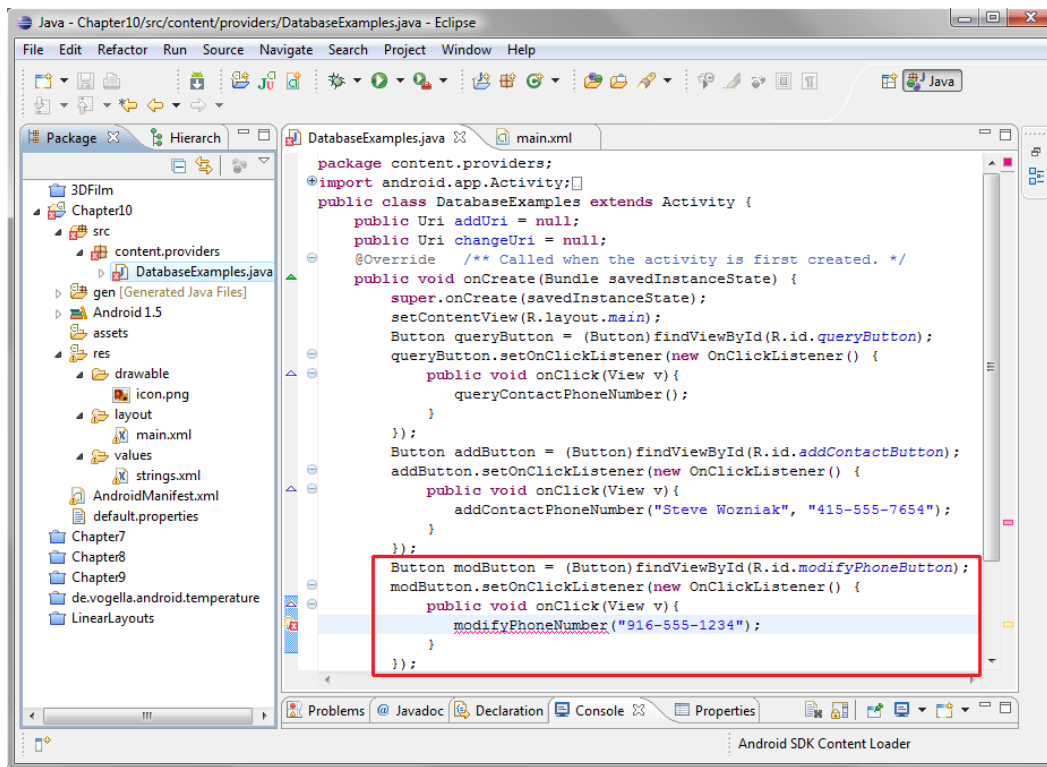 Java - Chapter10/src/content/providers/DatabaseExamples.java - Eclipse
File Edit Refactor Run Source Navigate Search Project Window Help
Java
Package Hierarch
3DFilm
Chapter10
src
content.providers
DatabaseExamples.java
gen [Generated Java Files]
Android 1.5
assets
res
drawable
icon.png
layout
main.xml
values
strings.xml
AndroidManifest.xml
default.properties
Chapter7
Chapter8
Chapter9
de.vogella.android.temperature
LinearLayouts
DatabaseExamples.java main.xml
package content.providers;
import android.app.Activity;
public class DatabaseExamples extends Activity {
public Uri addUri = null;
public Uri changeUri = null;
@Override /** Called when the activity is first created. */
public void onCreate(Bundle savedInstanceState) {
super.onCreate(savedInstanceState);
setContentView(R.layout.main);
Button queryButton = (Button)findViewById(R.id.queryButton);
queryButton.setOnClickListener(new OnClickListener() {
public void onClick(View v){
queryContactPhoneNumber();
}
});
Button addButton = (Button)findViewById(R.id.addContactButton);
addButton.setOnClickListener(new OnClickListener() {
public void onClick(View v){
addContactPhoneNumber("Steve Wozniak", "415-555-7654");
}
});
Button modButton = (Button)findViewById(R.id.modifyPhoneButton);
modButton.setOnClickListener(new OnClickListener() {
public void onClick(View v){
modifyPhoneNumber("916-555-1234");
}
});
Problems @ Javadoc Declaration Console Properties
Android SDK Content Loader